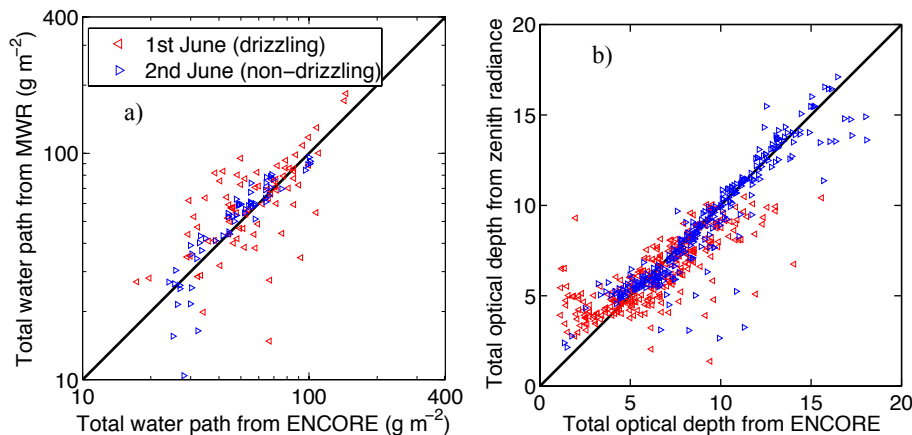 400
100
10
10
100
400
Total water path from MWR (g m−2)
Total water path from ENCORE (g m−2)
1st June (drizzling)
2nd June (non−drizzling)
a)
20
15
10
5
0
0
5
10
15
20
Total optical depth from zenith radiance
Total optical depth from ENCORE
b)